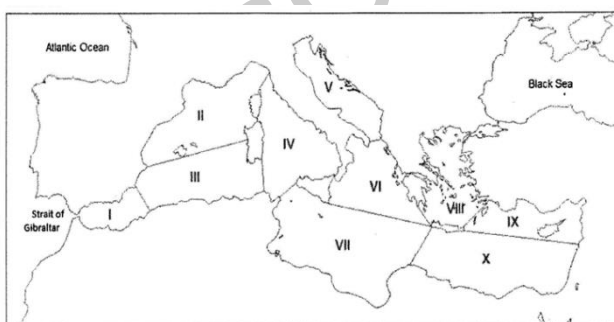 Atlantic Ocean
Black Sea
V
II
IV
III
VI
Strait of
Gibraltar
I
VIII
I
IX
VII
X